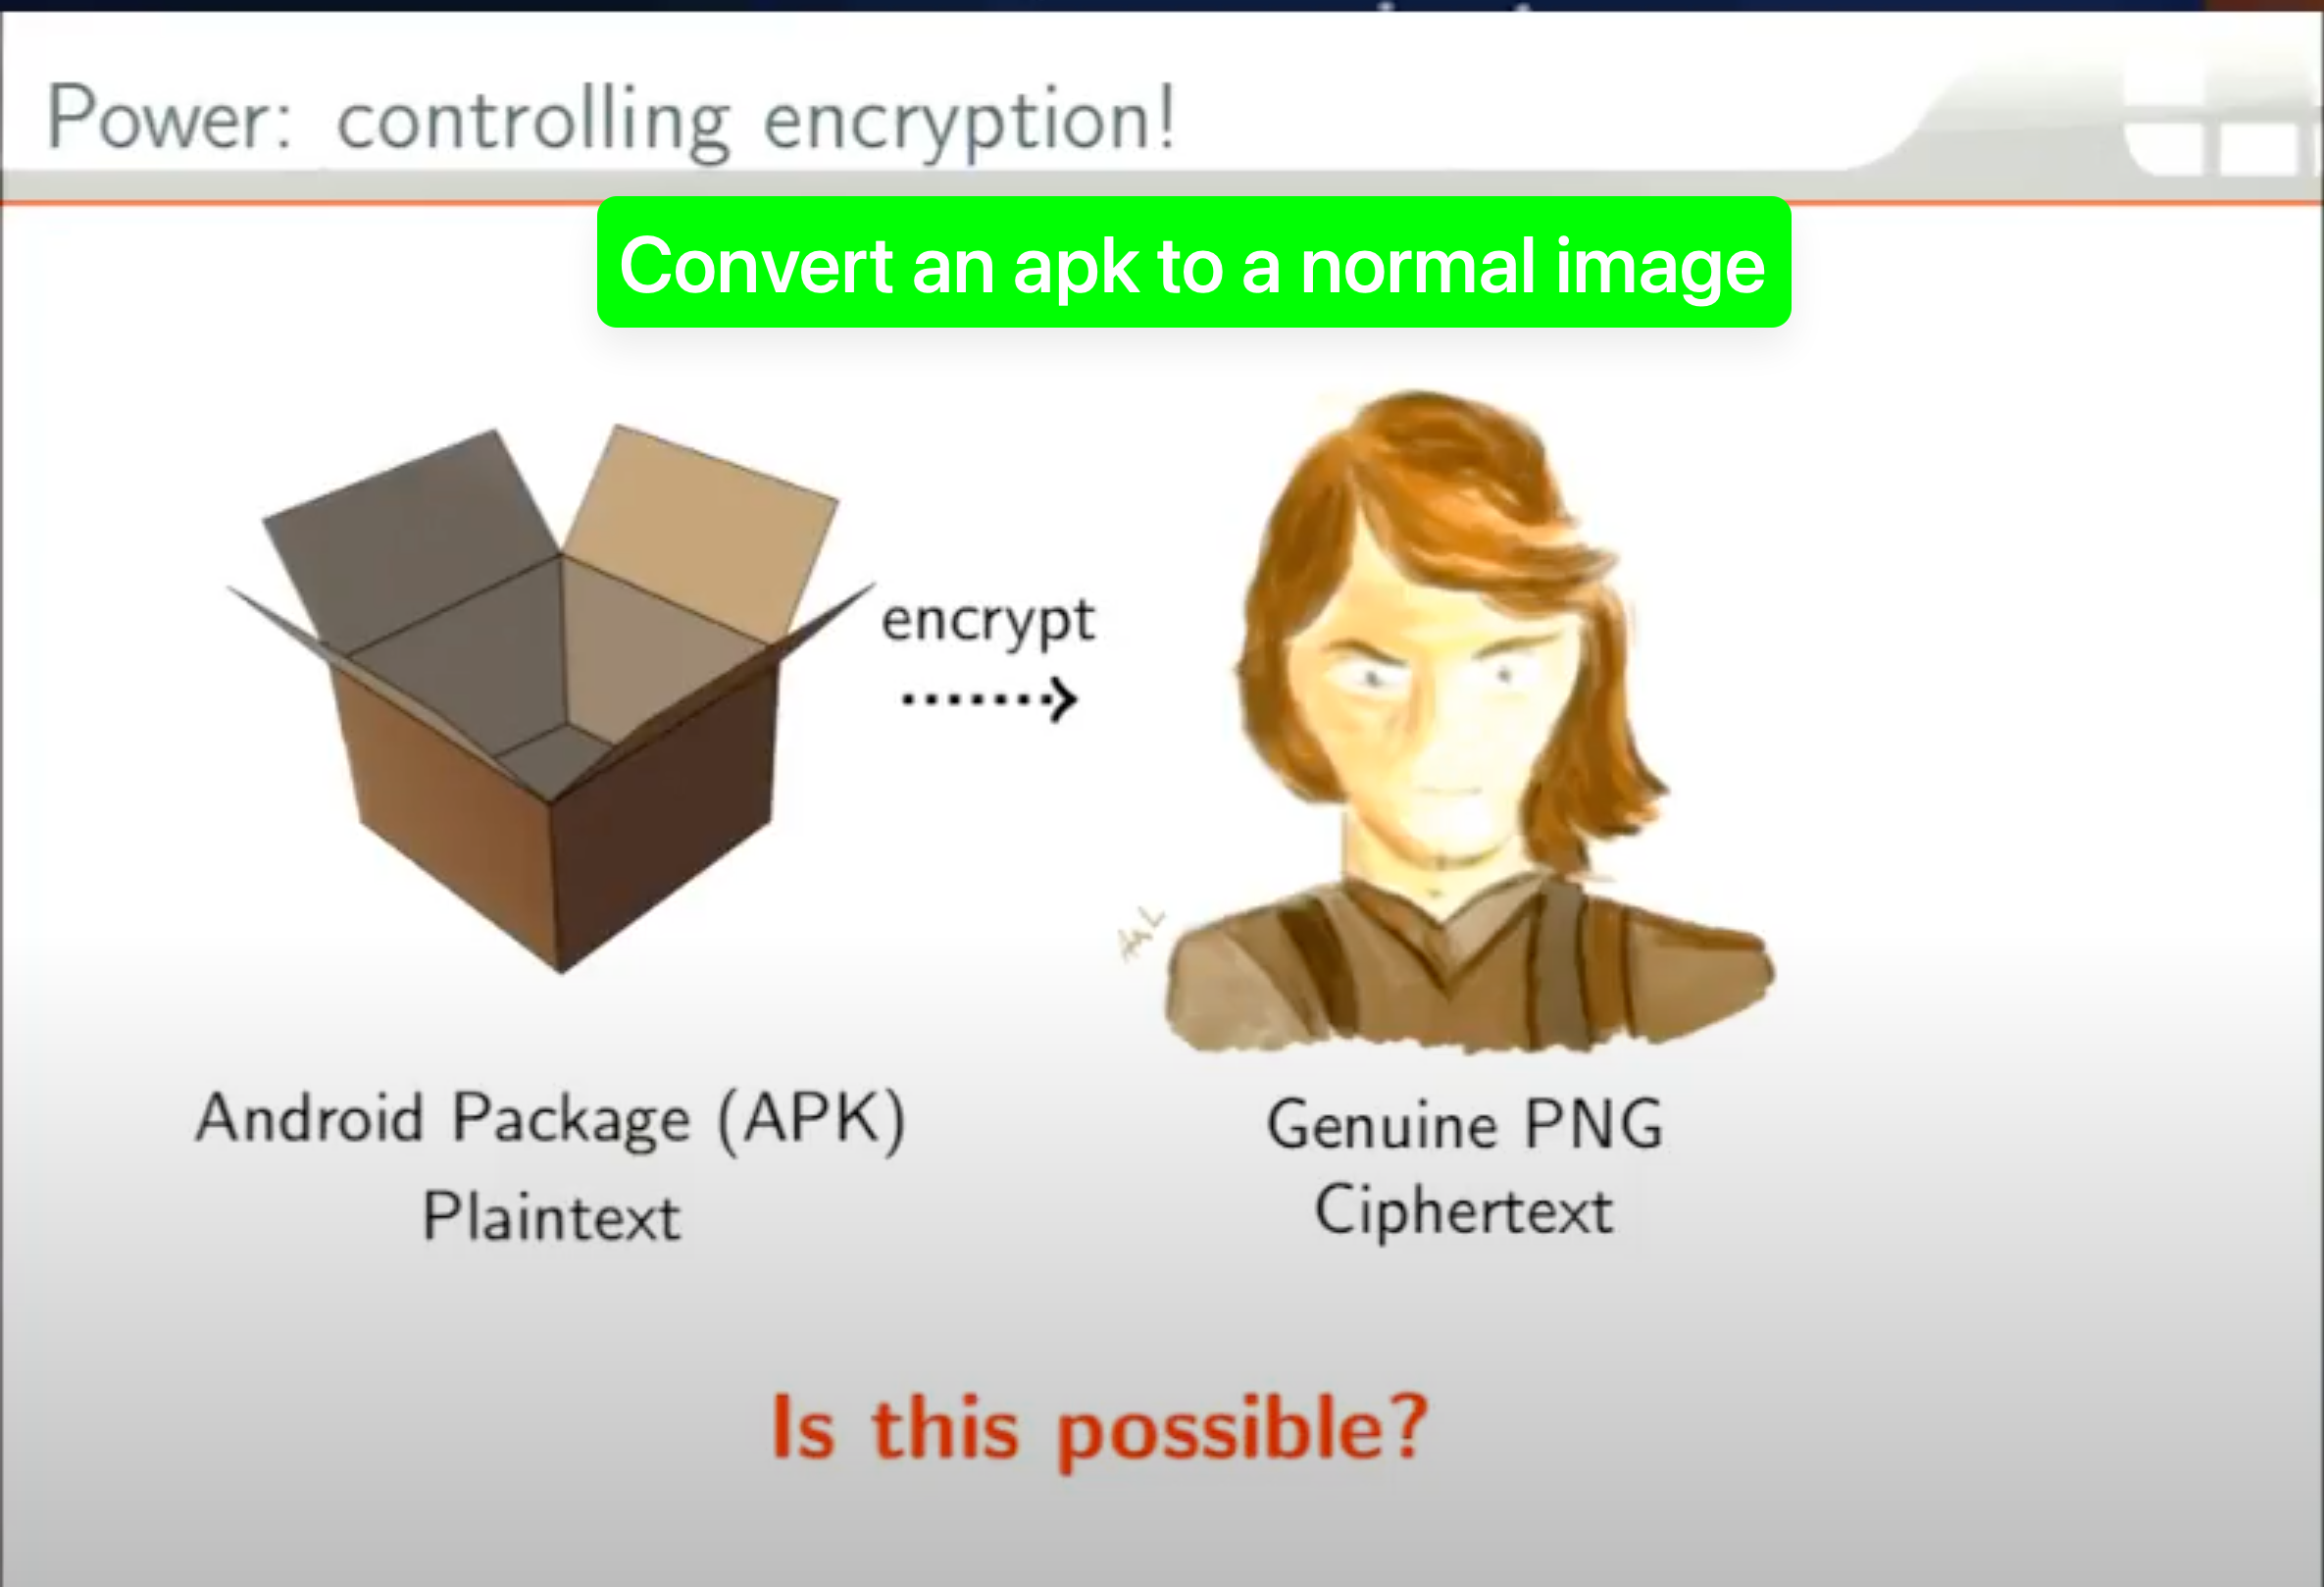 Power: controlling encryption!
Convert an apk to a normal image
encrypt
Android Package (APK)
Plaintext
Genuine PNG
Ciphertext
Is this possible?